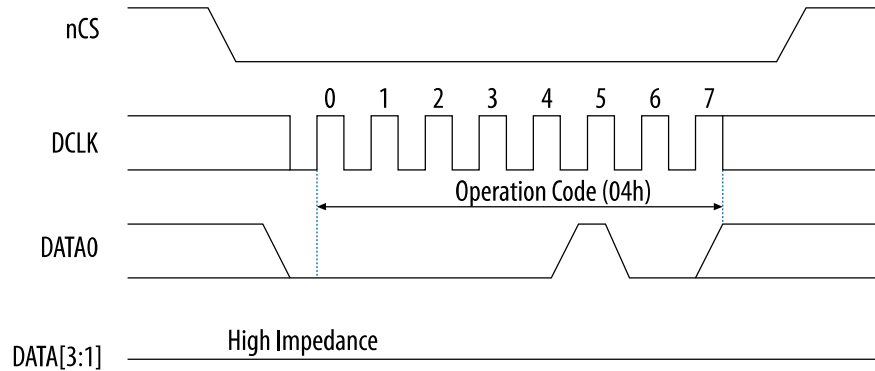 nCS
0 1 2 3 4 5 6 7
DCLK
Operation Code (04h)
DATA0
High Impedance
DATA[3:1]